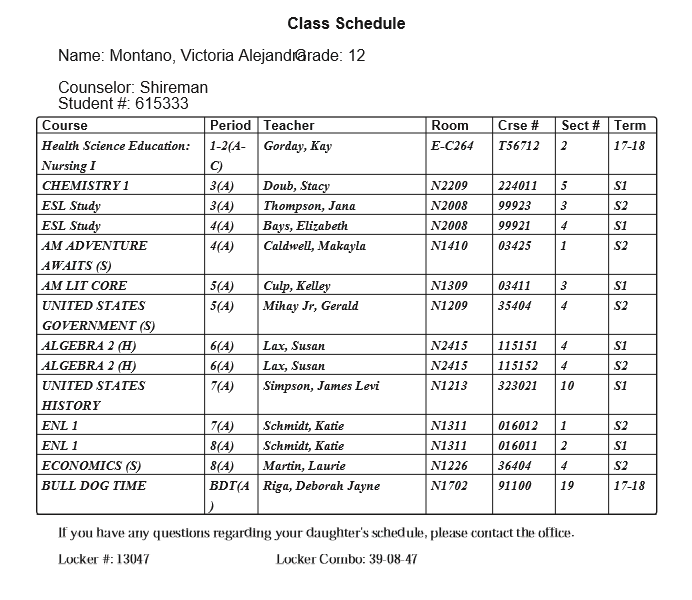 Class Schedule
Name: Montano, Victoria Alejandra Grade: 12
Counselor: Shireman
Student #: 615333
Course Period Teacher Room Crse # Sect # Term
Health Science Education: 1-2(A- Gorday, Kay E-C264 T56712 2 17-18
Nursing I C)
CHEMISTRY 1 3(A) Doub, Stacy N2209 224011 5 S1
ESL Study 3(A) Thompson, Jana N2008 99923 3 S2
ESL Study 4(A) Bays, Elizabeth N2008 99921 4 S1
AM ADVENTURE 4(A) Caldwell, Makayla N1410 03425 1 S2
AWAITS (S)
AM LIT CORE 5(A) Culp, Kelley N1309 03411 3 S1
UNITED STATES 5(A) Mihay Jr, Gerald N1209 35404 4 S2
GOVERNMENT (S)
ALGEBRA 2 (H) 6(A) Lax, Susan N2415 115151 4 S1
ALGEBRA 2 (H) 6(A) Lax, Susan N2415 115152 4 S2
UNITED STATES 7(A) Simpson, James Levi N1213 323021 10 S1
HISTORY
ENL 1 7(A) Schmidt, Katie N1311 016012 1 S2
ENL 1 8(A) Schmidt, Katie N1311 016011 2 S1
ECONOMICS (S) 8(A) Martin, Laurie N1226 36404 4 S2
BULL DOG TIME BDT(A Riga, Deborah Jayne N1702 91100 19 17-18
)
If you have any questions regarding your daughter's schedule, please contact the office.
Locker #: 13047 Locker Combo: 39-08-47